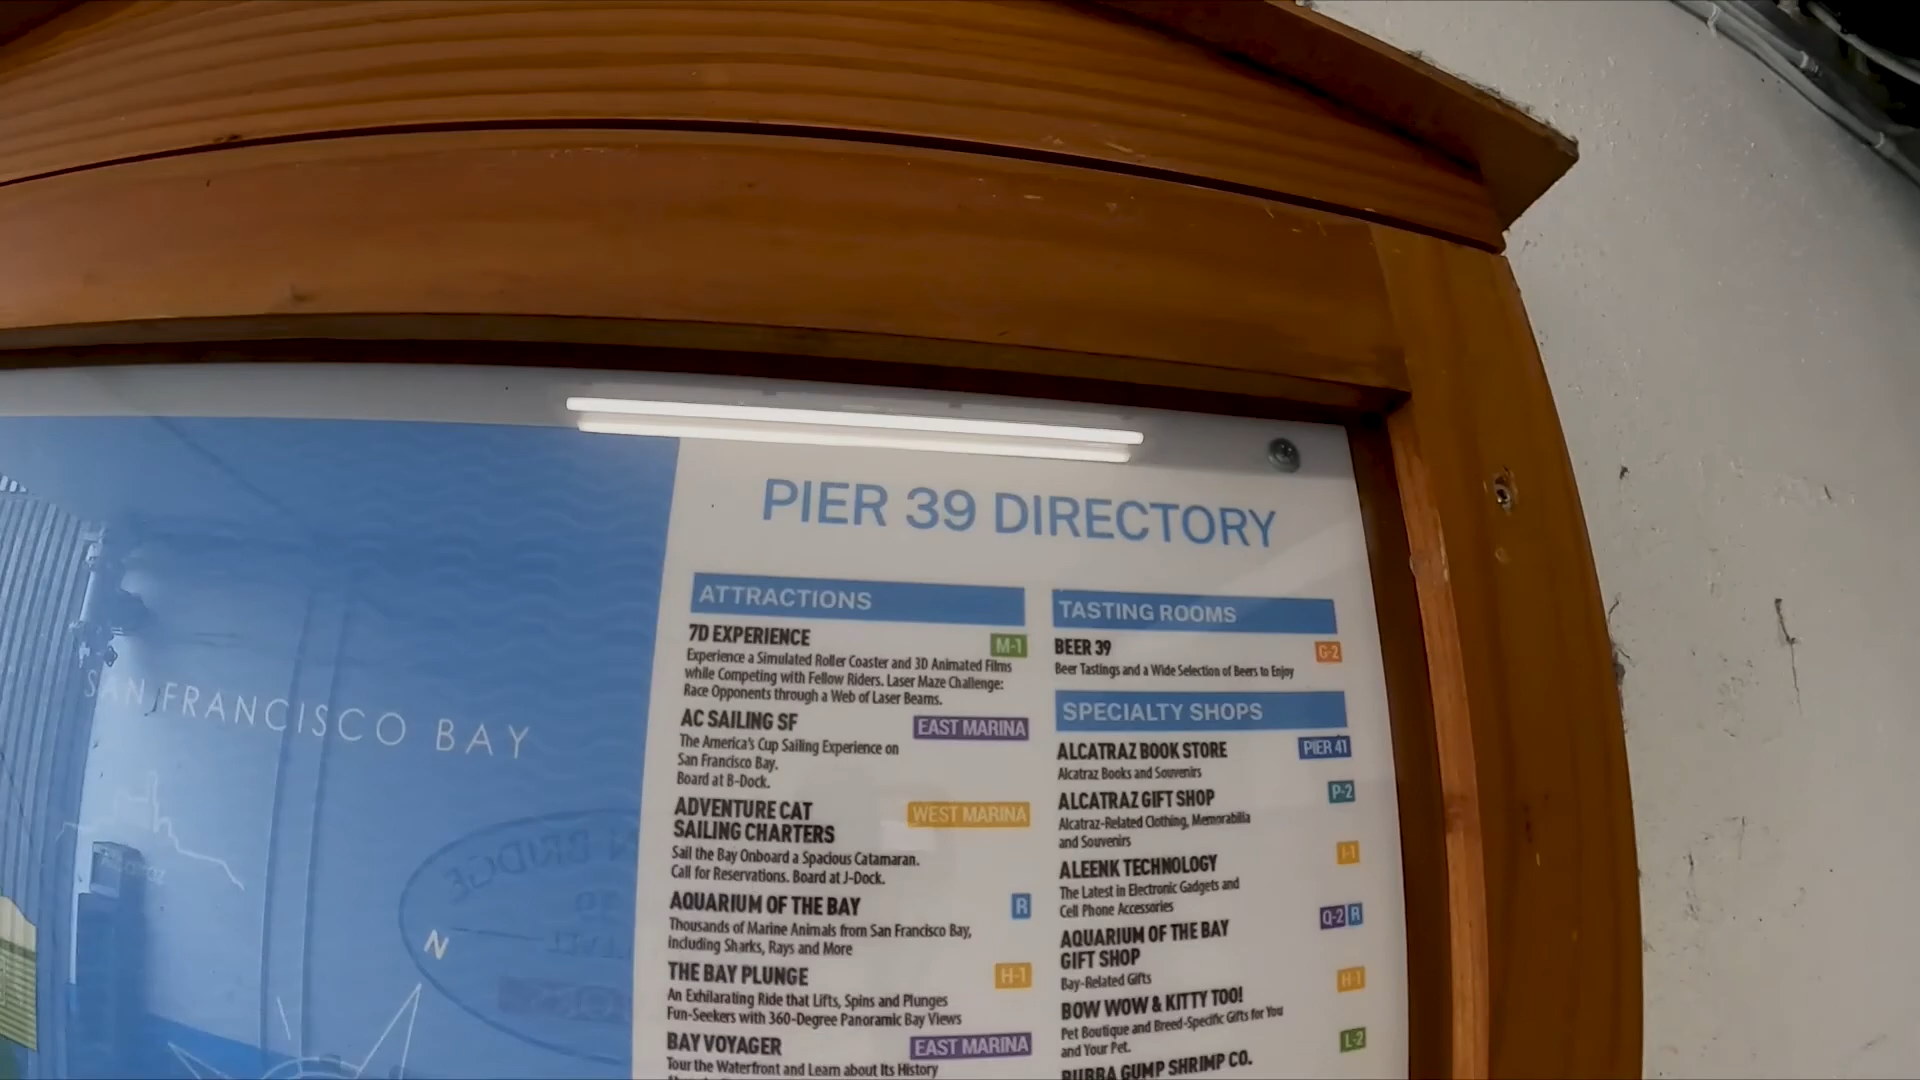 SAN FRANCISCO BAY
N
PIER 39 DIRECTORY
ATTRACTIONS
7D EXPERIENCE M-1
Experience a Simulated Roller Coaster and 3D Animated Films
while Competing with Fellow Riders. Laser Maze Challenge:
Race Opponents through a Web of Laser Beams.
AC SAILING SF EAST MARINA
The America's Cup Sailing Experience on
San Francisco Bay.
Board at B-Dock.
ADVENTURE CAT WEST MARINA
SAILING CHARTERS
Sail the Bay Onboard a Spacious Catamaran.
Call for Reservations. Board at J-Dock.
AQUARIUM OF THE BAY R
Thousands of Marine Animals from San Francisco Bay,
Including Sharks, Rays and More
THE BAY PLUNGE H-1
An Exhilarating Ride that Lifts, Spins and Plunges
Fun-Seekers with 360-Degree Panoramic Bay Views
BAY VOYAGER EAST MARINA
Tour the Waterfront and Learn about Its History
TASTING ROOMS
BEER 39 G-2
Beer Tastings and a Wide Selection of Beers to Enjoy
SPECIALTY SHOPS
ALCATRAZ BOOK STORE PIER 41
Alcatraz Books and Souvenirs
ALCATRAZ GIFT SHOP P-2
Alcatraz-Related Clothing, Memorabilia
and Souvenirs
ALEENK TECHNOLOGY I-1
The Latest in Electronic Gadgets and
Cell Phone Accessories
AQUARIUM OF THE BAY Q-2 R
GIFT SHOP
Bay-Related Gifts
BOW WOW & KITTY TOO! H-1
Pet Boutique and Breed-Specific Gifts for You
and Your Pet.
BUBBA GUMP SHRIMP CO. L-2